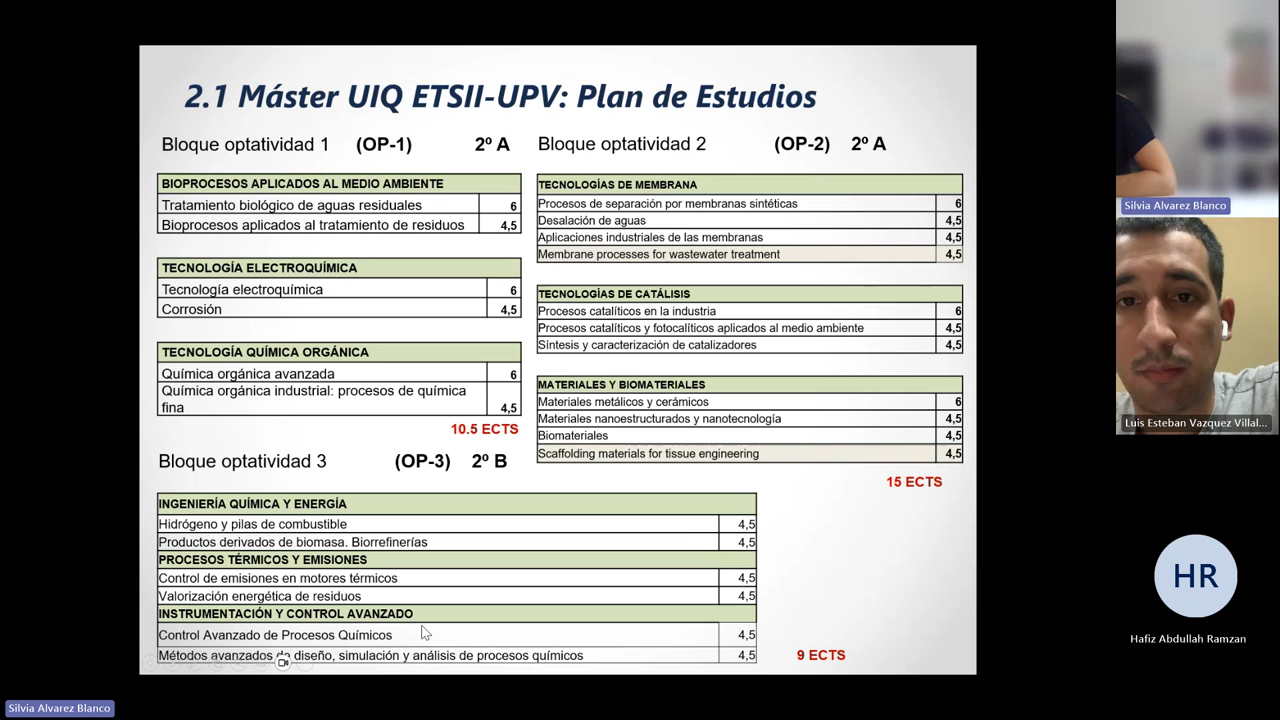 2.1 Máster UIQ ETSII-UPV: Plan de Estudios
Bloque optatividad 1 (OP-1) 2º A
BIOPROCESOS APLICADOS AL MEDIO AMBIENTE
Tratamiento biológico de aguas residuales 6
Bioprocesos aplicados al tratamiento de residuos 4,5
TECNOLOGÍA ELECTROQUÍMICA
Tecnología electroquímica 6
Corrosión 4,5
TECNOLOGÍA QUÍMICA ORGÁNICA
Química orgánica avanzada 6
Química orgánica industrial: procesos de química
fina 4,5
10.5 ECTS
Bloque optatividad 2 (OP-2) 2º A
TECNOLOGÍAS DE MEMBRANA
Procesos de separación por membranas sintéticas 6
Desalación de aguas 4,5
Aplicaciones industriales de las membranas 4,5
Membrane processes for wastewater treatment 4,5
TECNOLOGÍAS DE CATÁLISIS
Procesos catalíticos en la industria 6
Procesos catalíticos y fotocalíticos aplicados al medio ambiente 4,5
Síntesis y caracterización de catalizadores 4,5
MATERIALES Y BIOMATERIALES
Materiales metálicos y cerámicos 6
Materiales nanoestructurados y nanotecnología 4,5
Biomateriales 4,5
Scaffolding materials for tissue engineering 4,5
15 ECTS
Bloque optatividad 3 (OP-3) 2º B
INGENIERÍA QUÍMICA Y ENERGÍA
Hidrógeno y pilas de combustible 4,5
Productos derivados de biomasa. Biorrefinerías 4,5
PROCESOS TÉRMICOS Y EMISIONES
Control de emisiones en motores térmicos 4,5
Valorización energética de residuos 4,5
INSTRUMENTACIÓN Y CONTROL AVANZADO
Control Avanzado de Procesos Químicos 4,5
Métodos avanzados de diseño, simulación y análisis de procesos químicos 4,5
9 ECTS
Silvia Alvarez Blanco
Luis Esteban Vazquez Villal...
HR
Hafiz Abdullah Ramzan
Silvia Alvarez Blanco